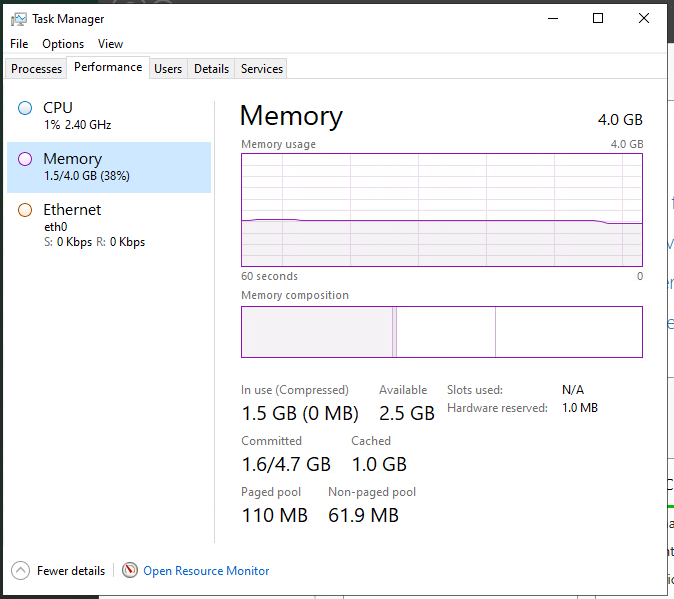 Task Manager
File Options View
Processes Performance Users Details Services
CPU
1% 2.40 GHz
Memory
1.5/4.0 GB (38%)
Ethernet
eth0
S: 0 Kbps R: 0 Kbps
Memory 4.0 GB
Memory usage 4.0 GB
60 seconds 0
Memory composition
In use (Compressed) Available
1.5 GB (0 MB) 2.5 GB
Slots used: N/A
Hardware reserved: 1.0 MB
Committed Cached
1.6/4.7 GB 1.0 GB
Paged pool Non-paged pool
110 MB 61.9 MB
Fewer details Open Resource Monitor